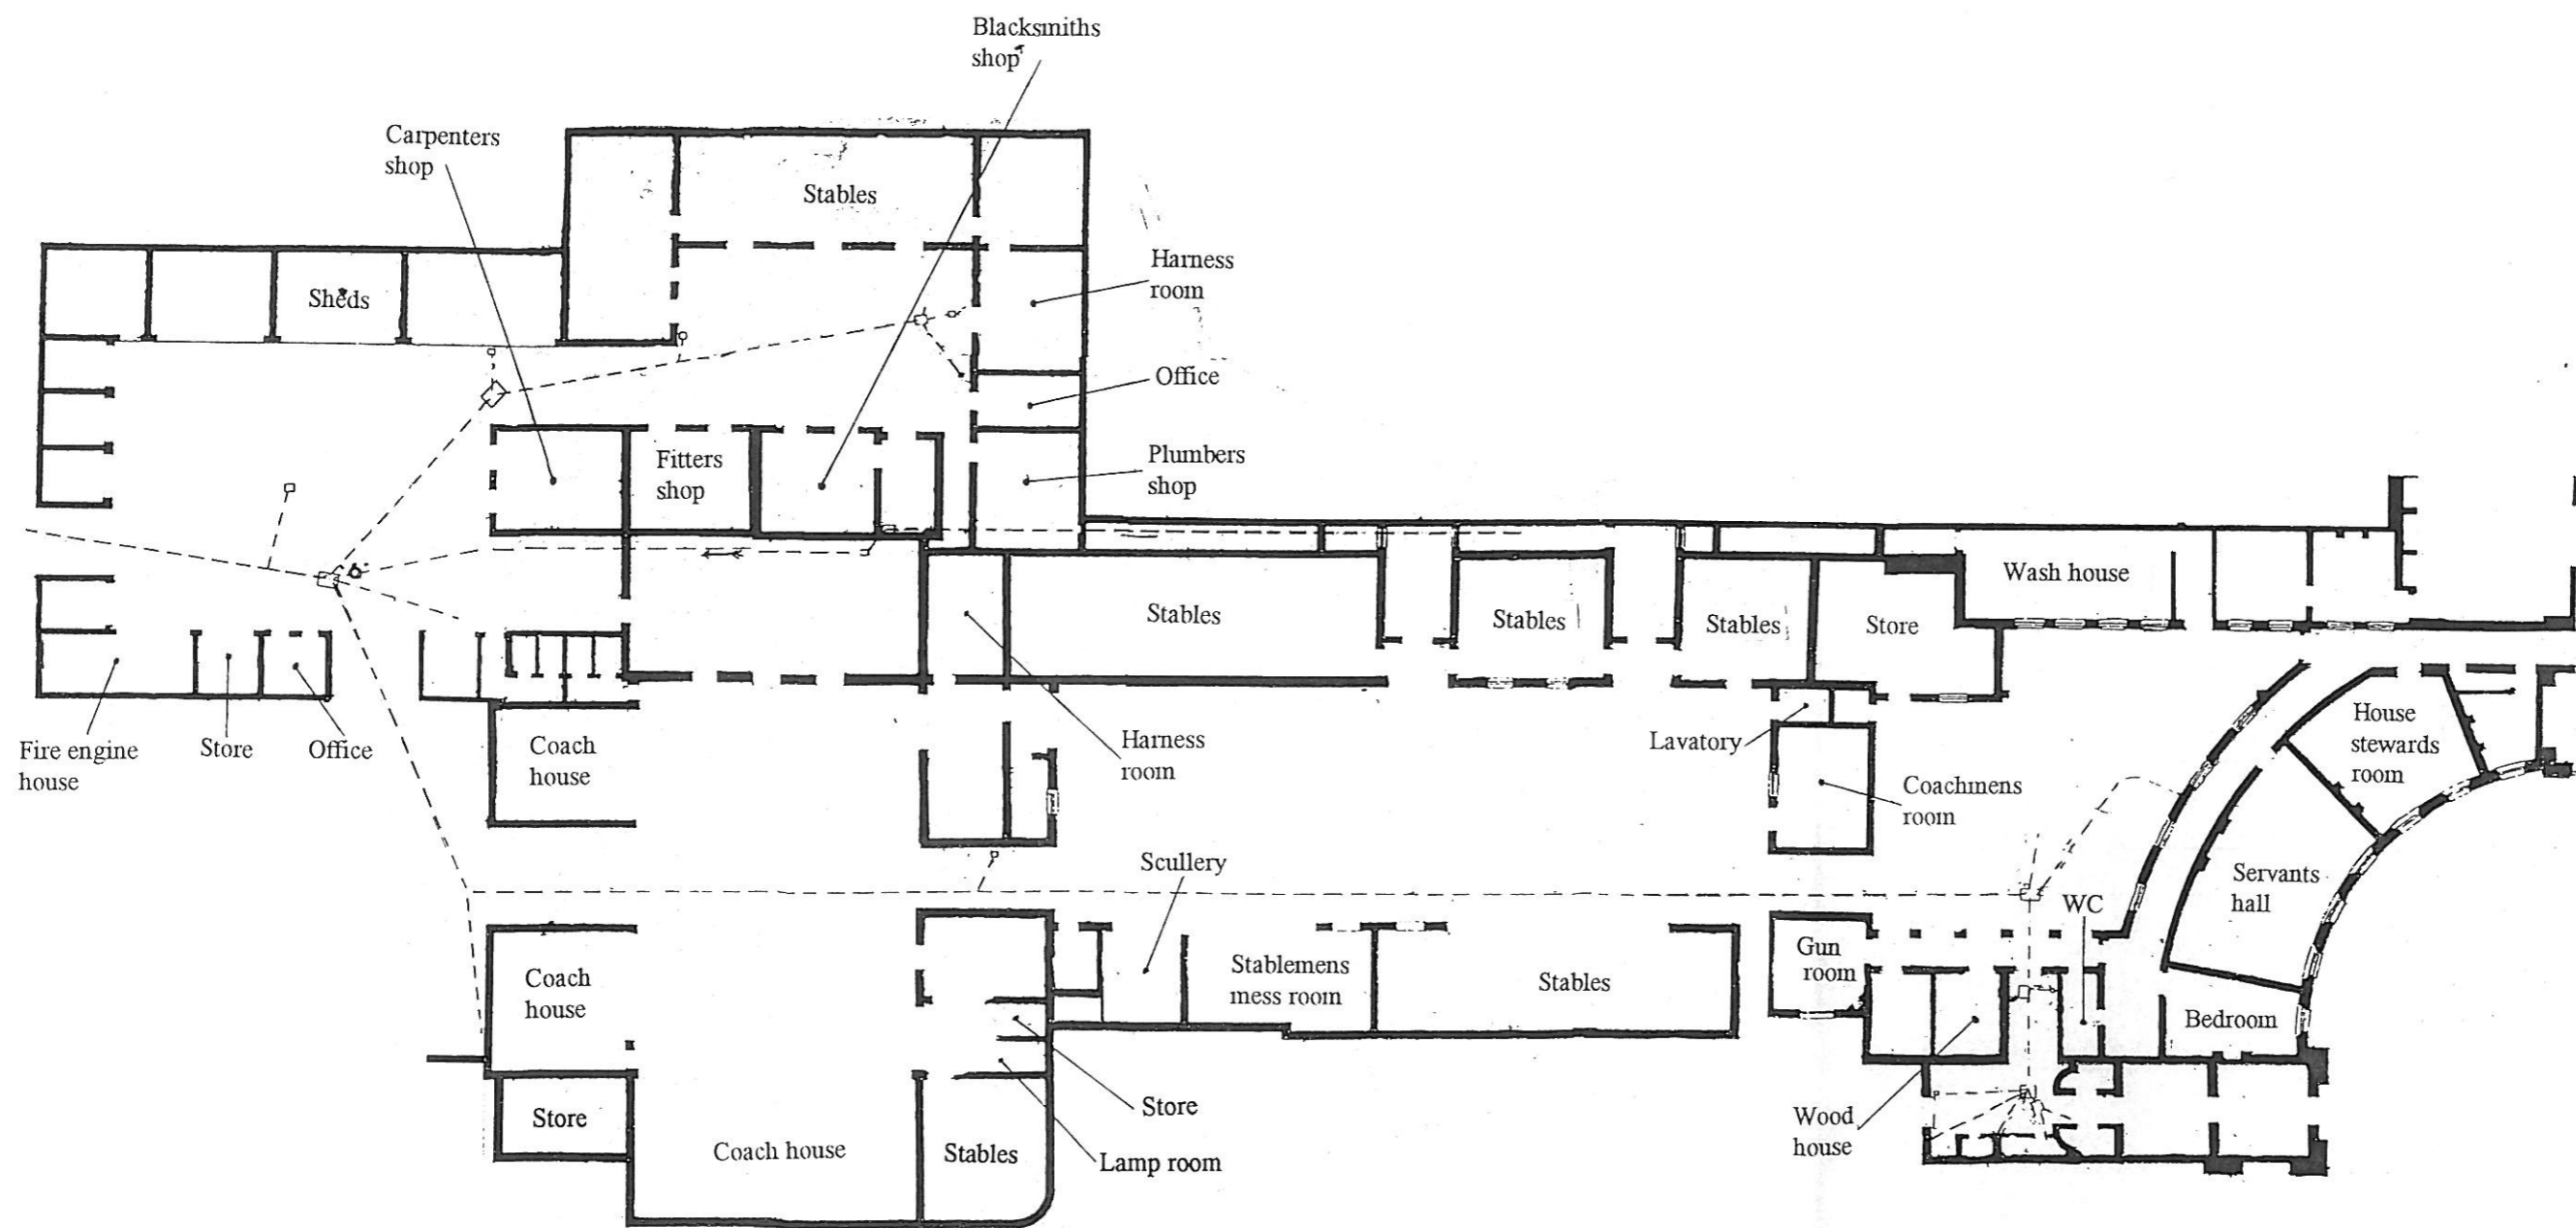 Blacksmiths
shop
Carpenters
shop
Stables
Harness
room
Sheds
Office
Fitters
shop
Plumbers
shop
Wash house
Stables
Stables
Stables
Store
Fire engine
house
Store
Office
Coach
house
Harness
room
Lavatory
Coachmens
room
House
stewards
room
Scullery
Servants
hall
WC
Coach
house
Stablemens
mess room
Stables
Gun
room
Bedroom
Store
Store
Wood
house
Coach house
Stables
Lamp room